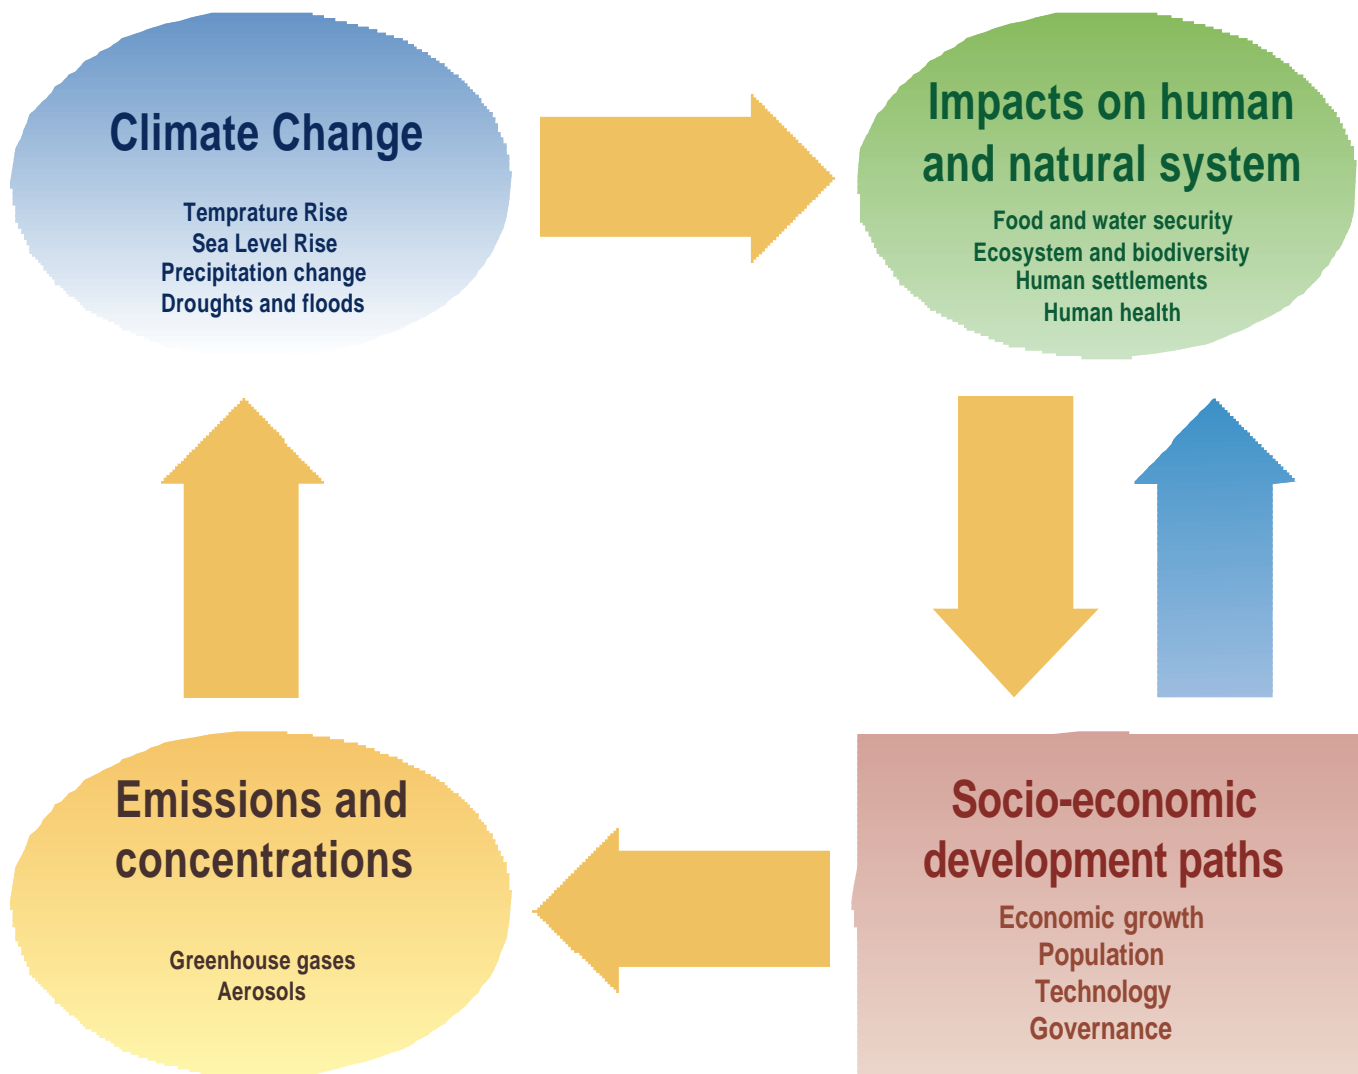 Climate Change
Temprature Rise
Sea Level Rise
Precipitation change
Droughts and floods
Impacts on human
and natural system
Food and water security
Ecosystem and biodiversity
Human settlements
Human health
Emissions and
concentrations
Greenhouse gases
Aerosols
Socio-economic
development paths
Economic growth
Population
Technology
Governance